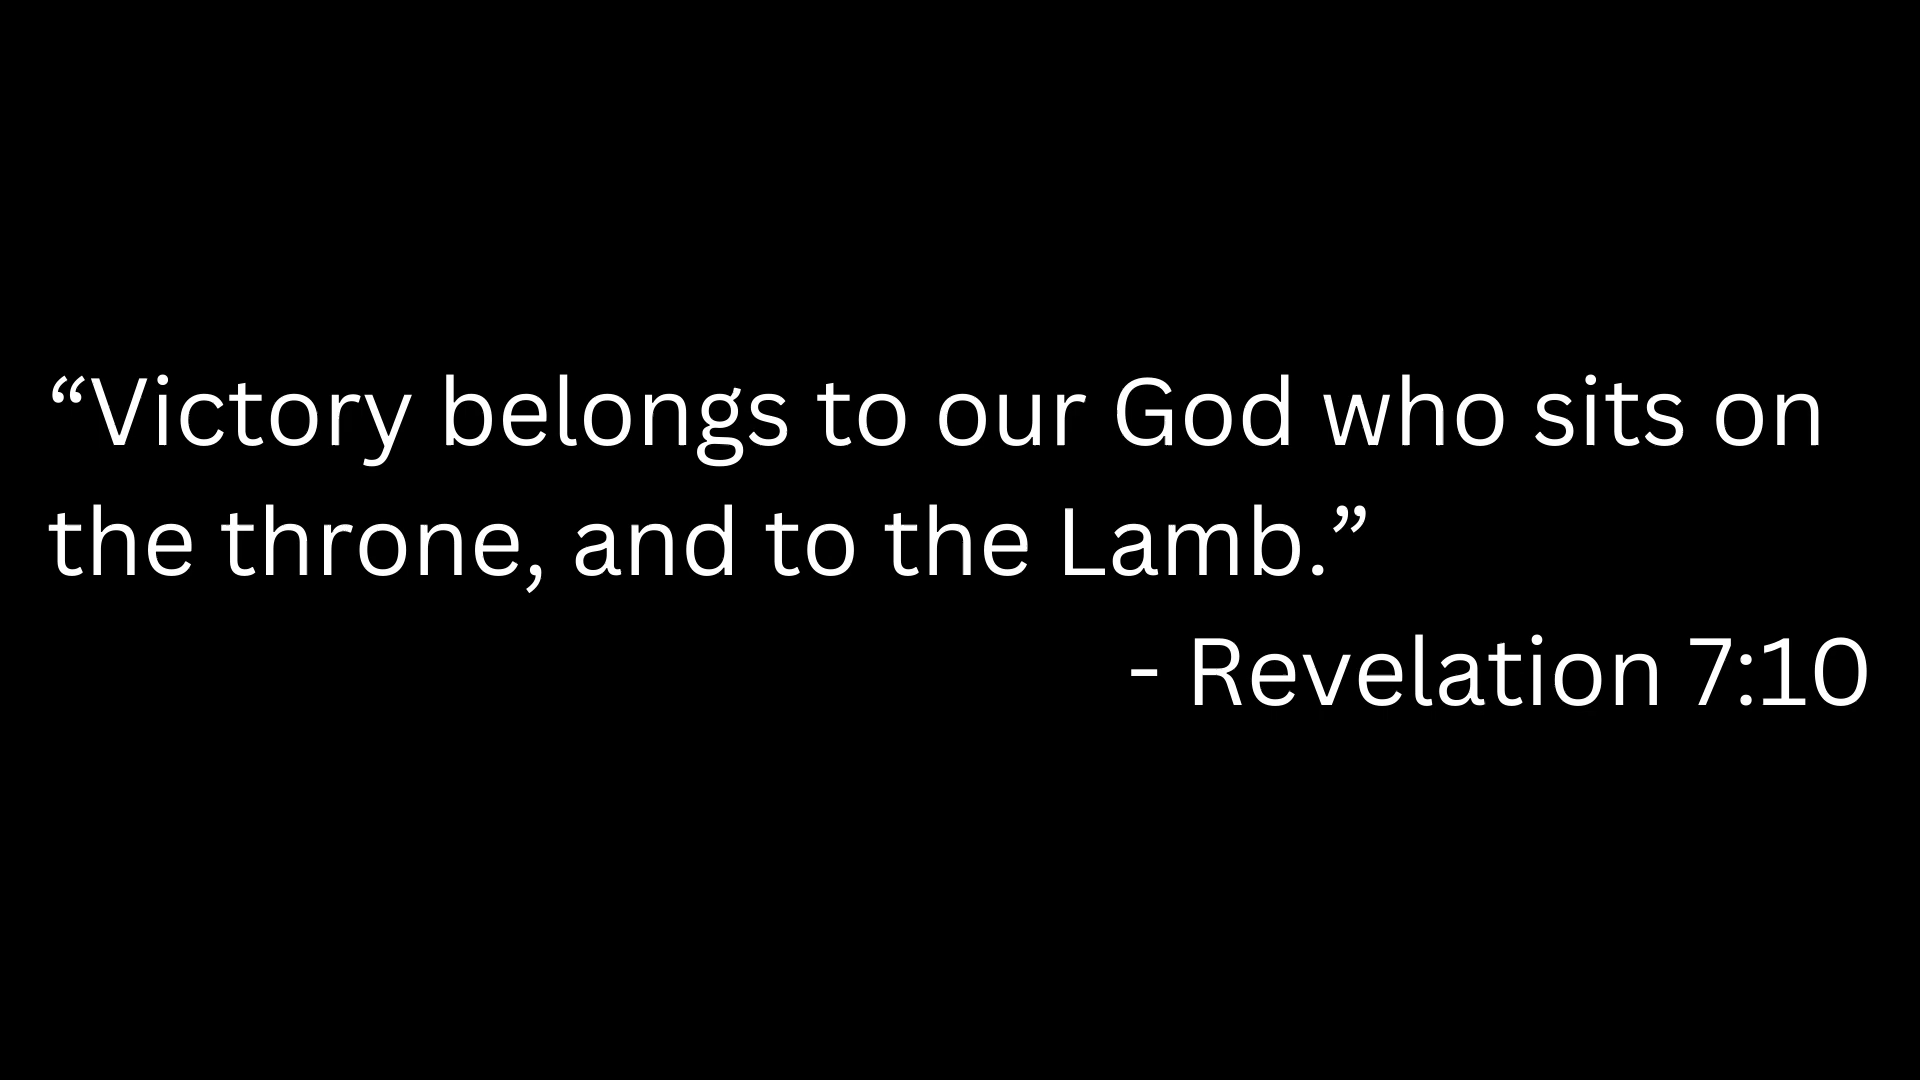 “Victory belongs to our God who sits on
the throne, and to the Lamb.”
- Revelation 7:10